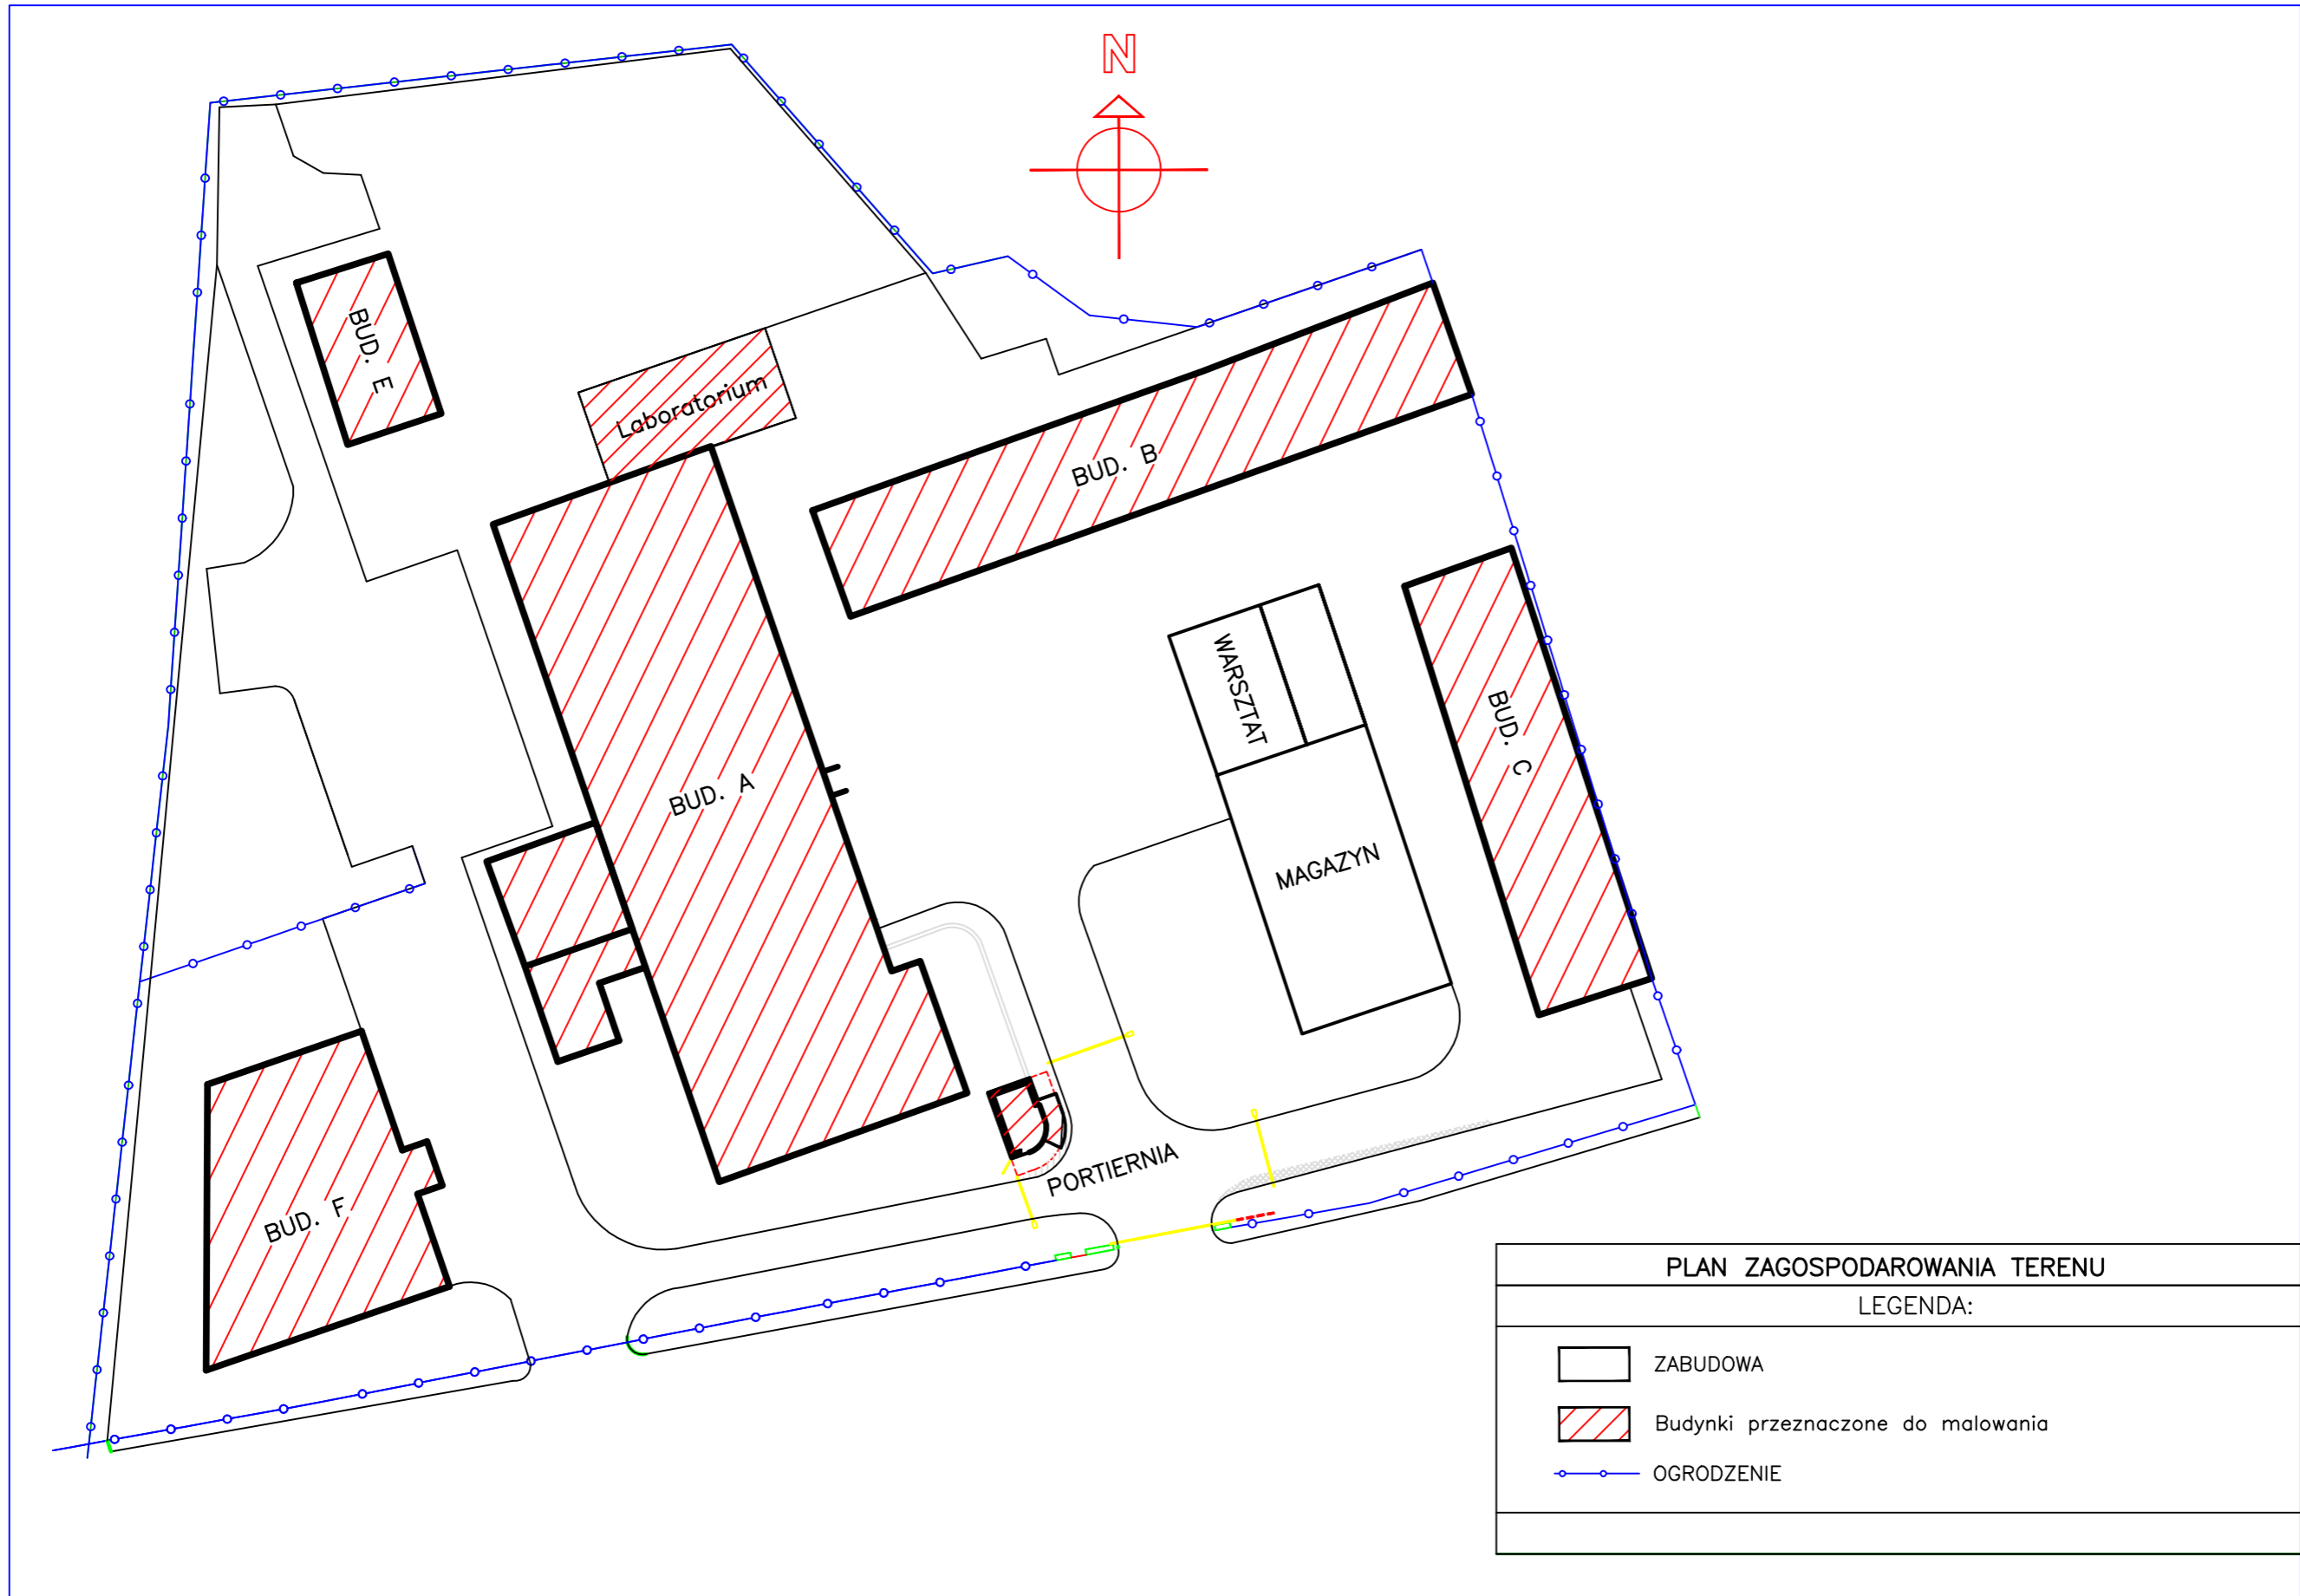 N
BUD. E
Laboratorium
BUD. B
WARSZTAT
BUD. C
BUD. A
MAGAZYN
PORTIERNIA
BUD. F
PLAN ZAGOSPODAROWANIA TERENU
LEGENDA:
ZABUDOWA
Budynki przeznaczone do malowania
OGRODZENIE